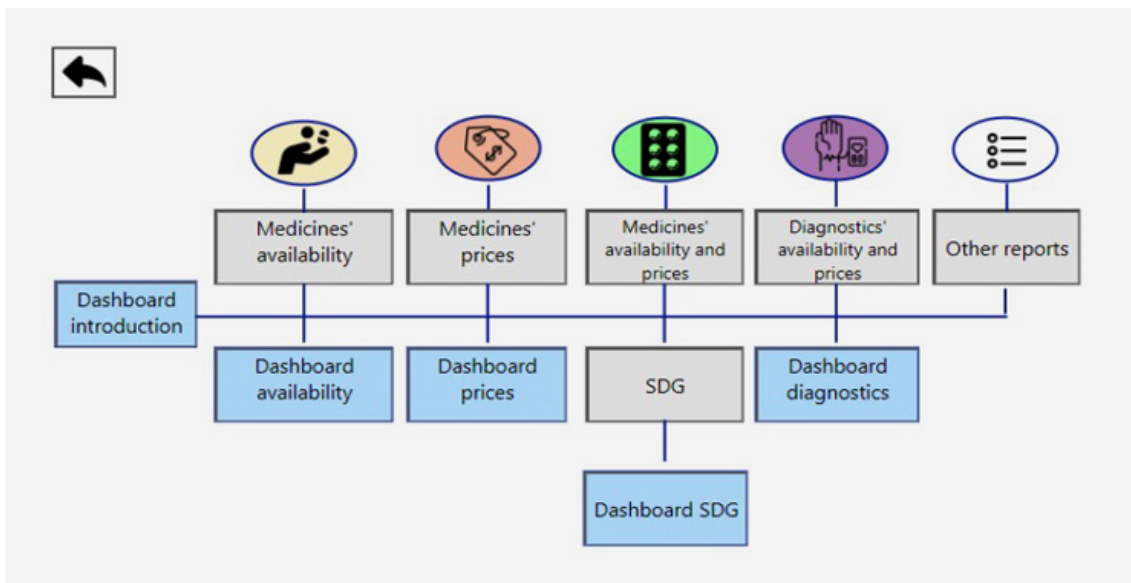 Medicines'
availability
Medicines'
prices
Medicines'
availability and
prices
Diagnostics'
availability and
prices
Other reports
Dashboard
introduction
Dashboard
availability
Dashboard
prices
SDG
Dashboard
diagnostics
Dashboard SDG